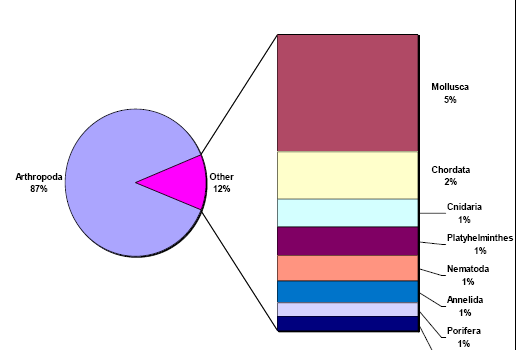 Arthropoda
87%
Other
12%
Mollusca
5%
Chordata
2%
Cnidaria
1%
Platyhelminthes
1%
Nematoda
1%
Annelida
1%
Porifera
1%